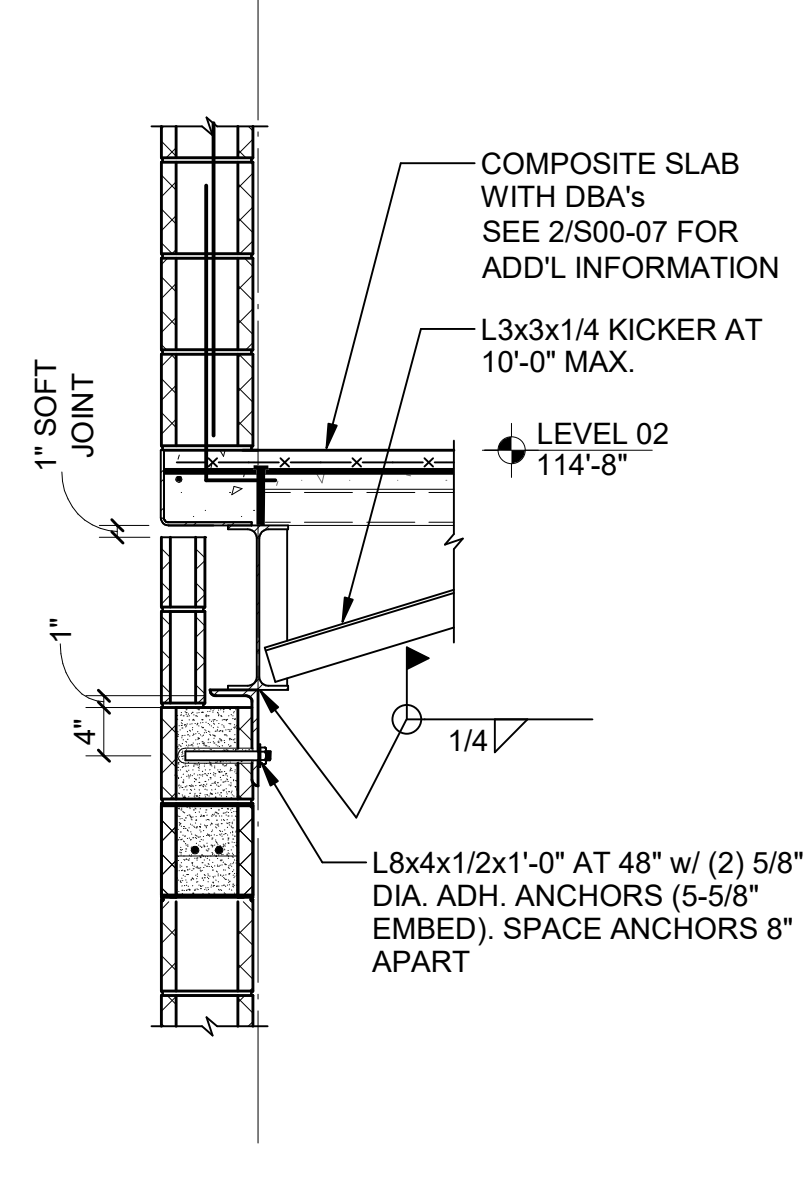 COMPOSITE SLAB
WITH DBA's
SEE 2/S00-07 FOR
ADD'L INFORMATION
L3x3x1/4 KICKER AT
10'-0" MAX.
1" SOFT
JOINT
LEVEL 02
114'-8"
1"
4"
1/4
L8x4x1/2x1'-0" AT 48" w/ (2) 5/8"
DIA. ADH. ANCHORS (5-5/8"
EMBED). SPACE ANCHORS 8"
APART